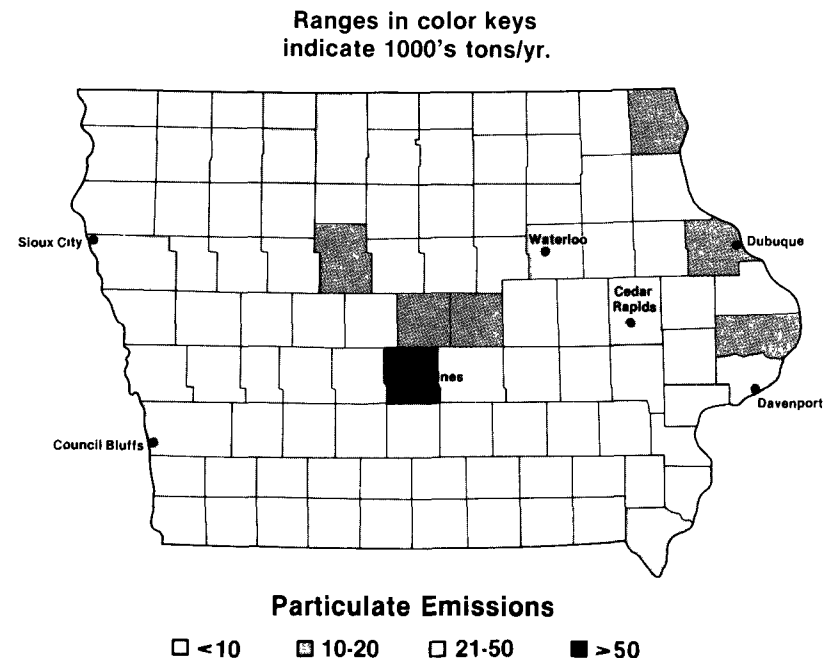 Ranges in color keys
indicate 1000's tons/yr.
Sioux City
Waterloo
Dubuque
Cedar
Rapids
ines
Davenport
Council Bluffs
Particulate Emissions
<10 10-20 21-50 >50